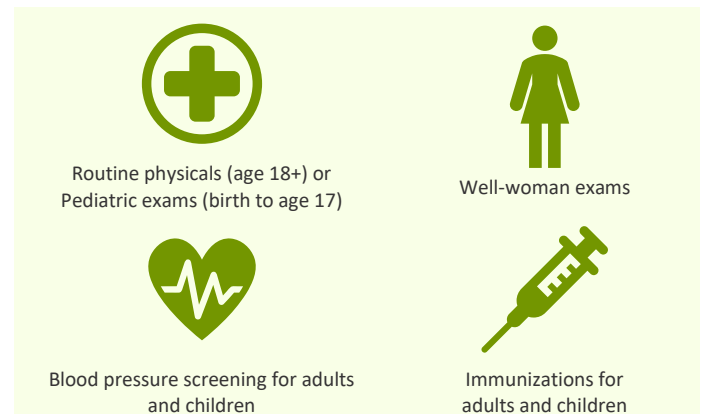 Routine physicals (age 18+) or
Pediatric exams (birth to age 17)
Well-woman exams
Blood pressure screening for adults
and children
Immunizations for
adults and children